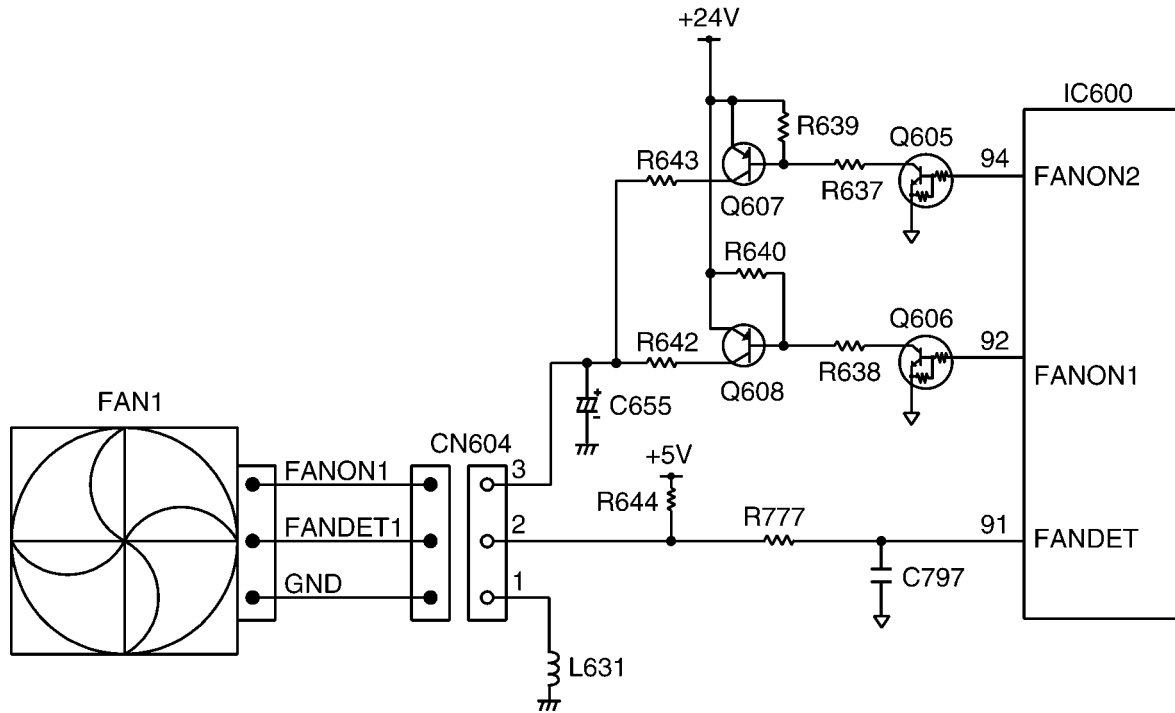 +24V
IC600
R639
Q605
R643
94
FANON2
R637
Q607
R640
Q606
R642
92
R638
FANON1
Q608
FAN1
C655
CN604
+5V
FANON1
3
R644
R777
FANDET1
2
91
FANDET
C797
GND
1
L631